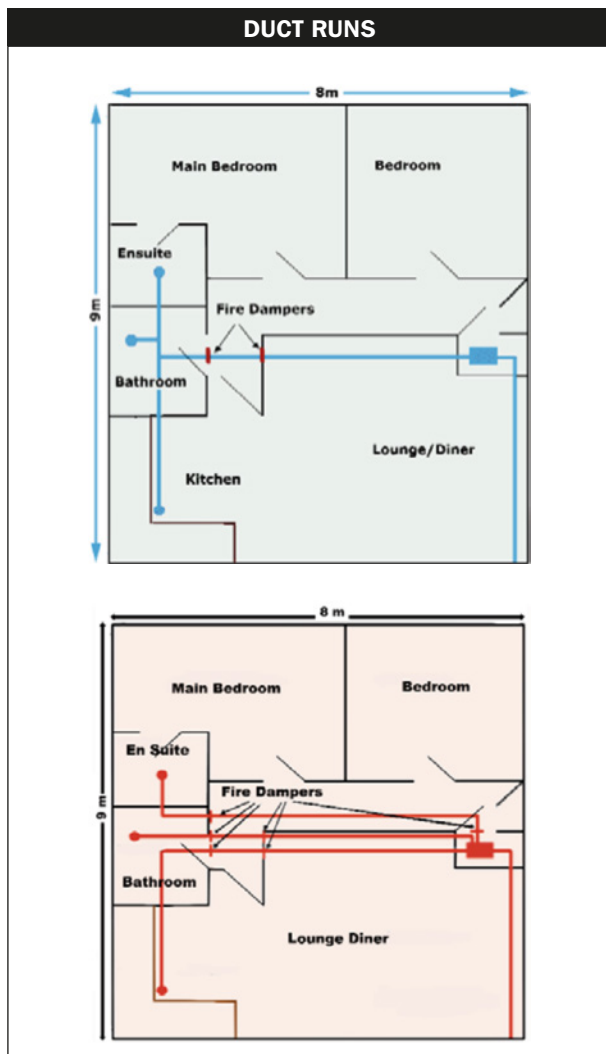 DUCT RUNS
8m
Main Bedroom
Bedroom
Ensuite
9m
Fire Dampers
Bathroom
Lounge/Diner
Kitchen
8 m
Main Bedroom
Bedroom
En Suite
Fire Dampers
9 m
Bathroom
Lounge Diner